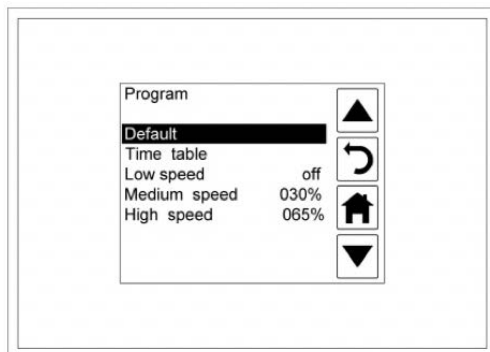 Program
Default
Time table
Low speed off
Medium speed 030%
High speed 065%